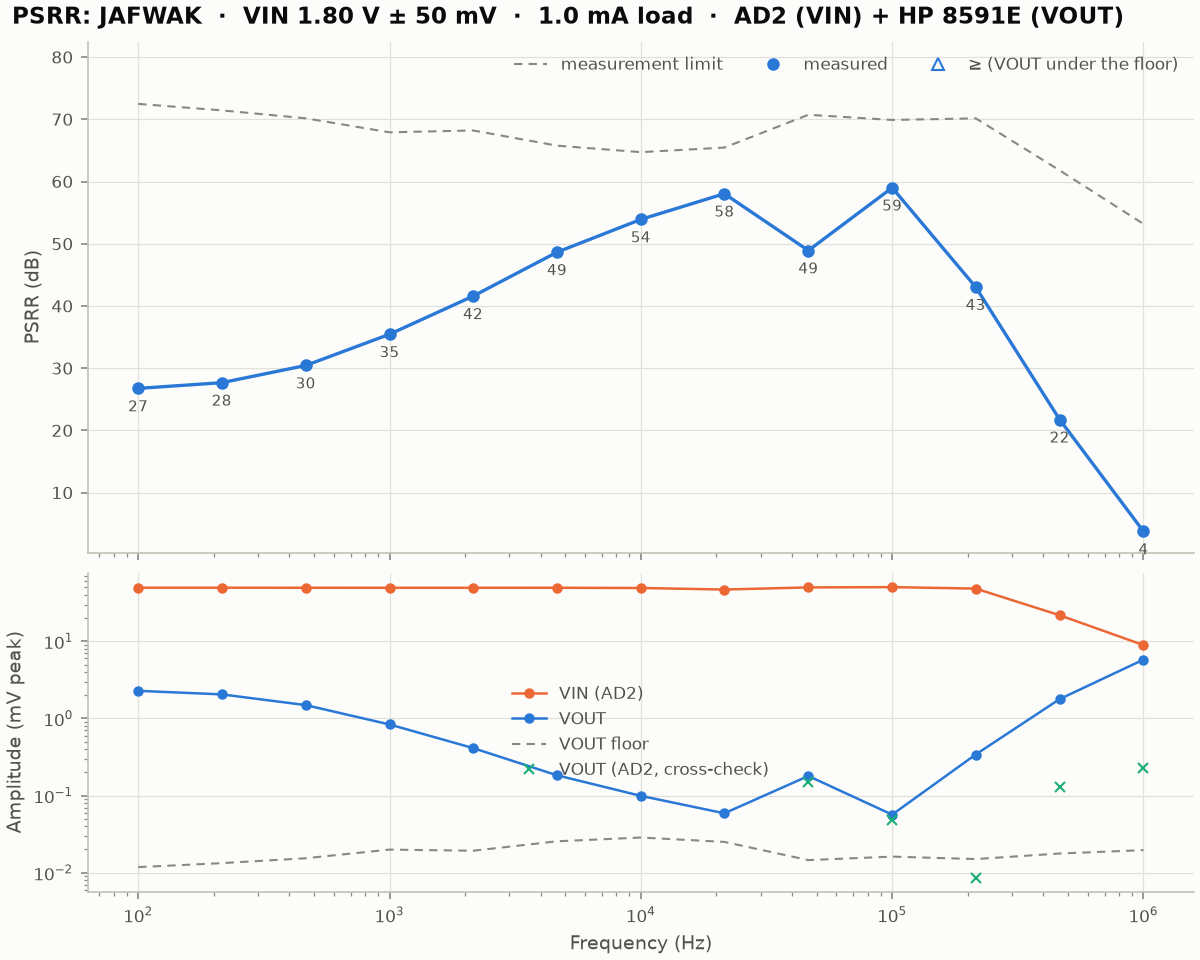 PSRR: JAFWAK · VIN 1.80 V ± 50 mV · 1.0 mA load · AD2 (VIN) + HP 8591E (VOUT)
measurement limit measured ≥ (VOUT under the floor)
PSRR (dB)
80
70
60
50
40
30
20
10
27
28
30
35
42
49
54
58
49
59
43
22
4
Amplitude (mV peak)
10¹
10⁰
10⁻¹
10⁻²
VIN (AD2)
VOUT
VOUT floor
VOUT (AD2, cross-check)
10² 10³ 10⁴ 10⁵ 10⁶
Frequency (Hz)